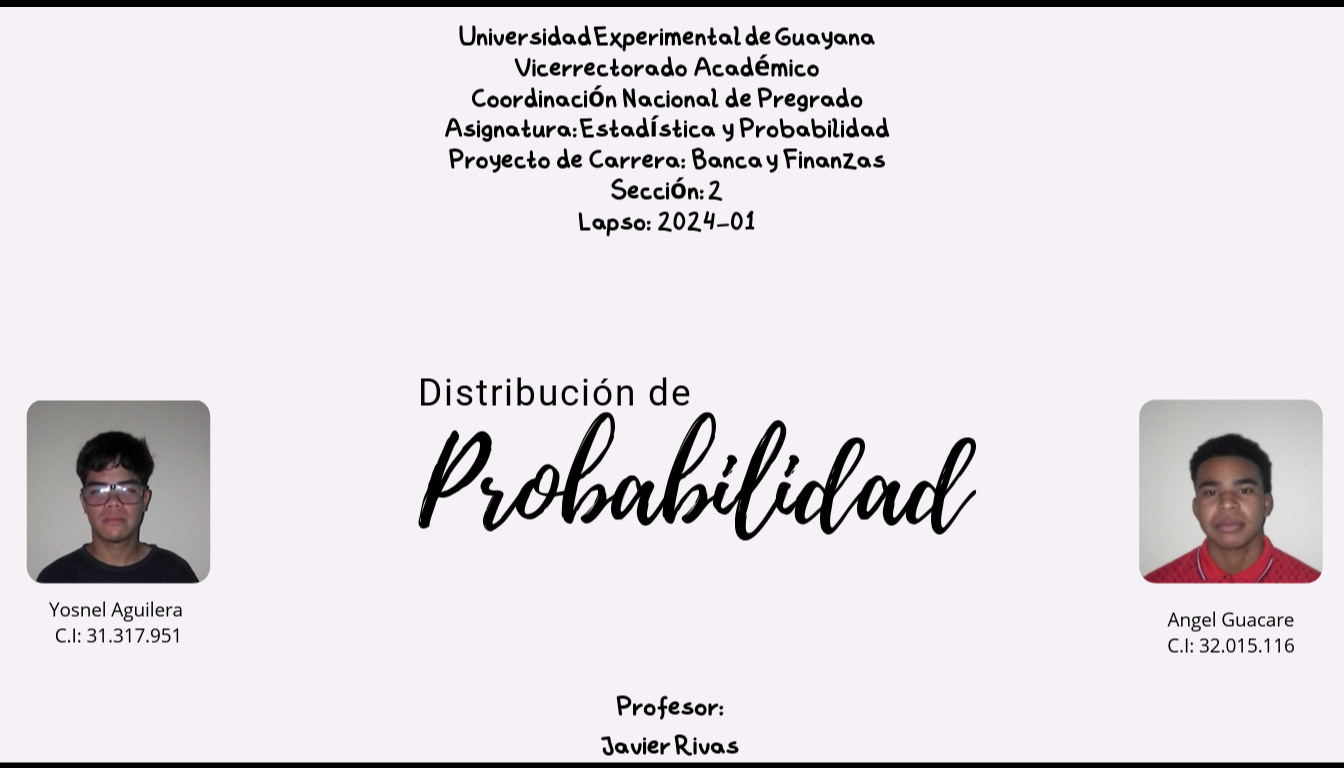 Universidad Experimental de Guayana
Vicerrectorado Académico
Coordinación Nacional de Pregrado
Asignatura: Estadística y Probabilidad
Proyecto de Carrera: Banca y Finanzas
Sección: 2
Lapso: 2024-01
Distribución de
Probabilidad
Yosnel Aguilera
C.I: 31.317.951
Angel Guacare
C.I: 32.015.116
Profesor:
Javier Rivas